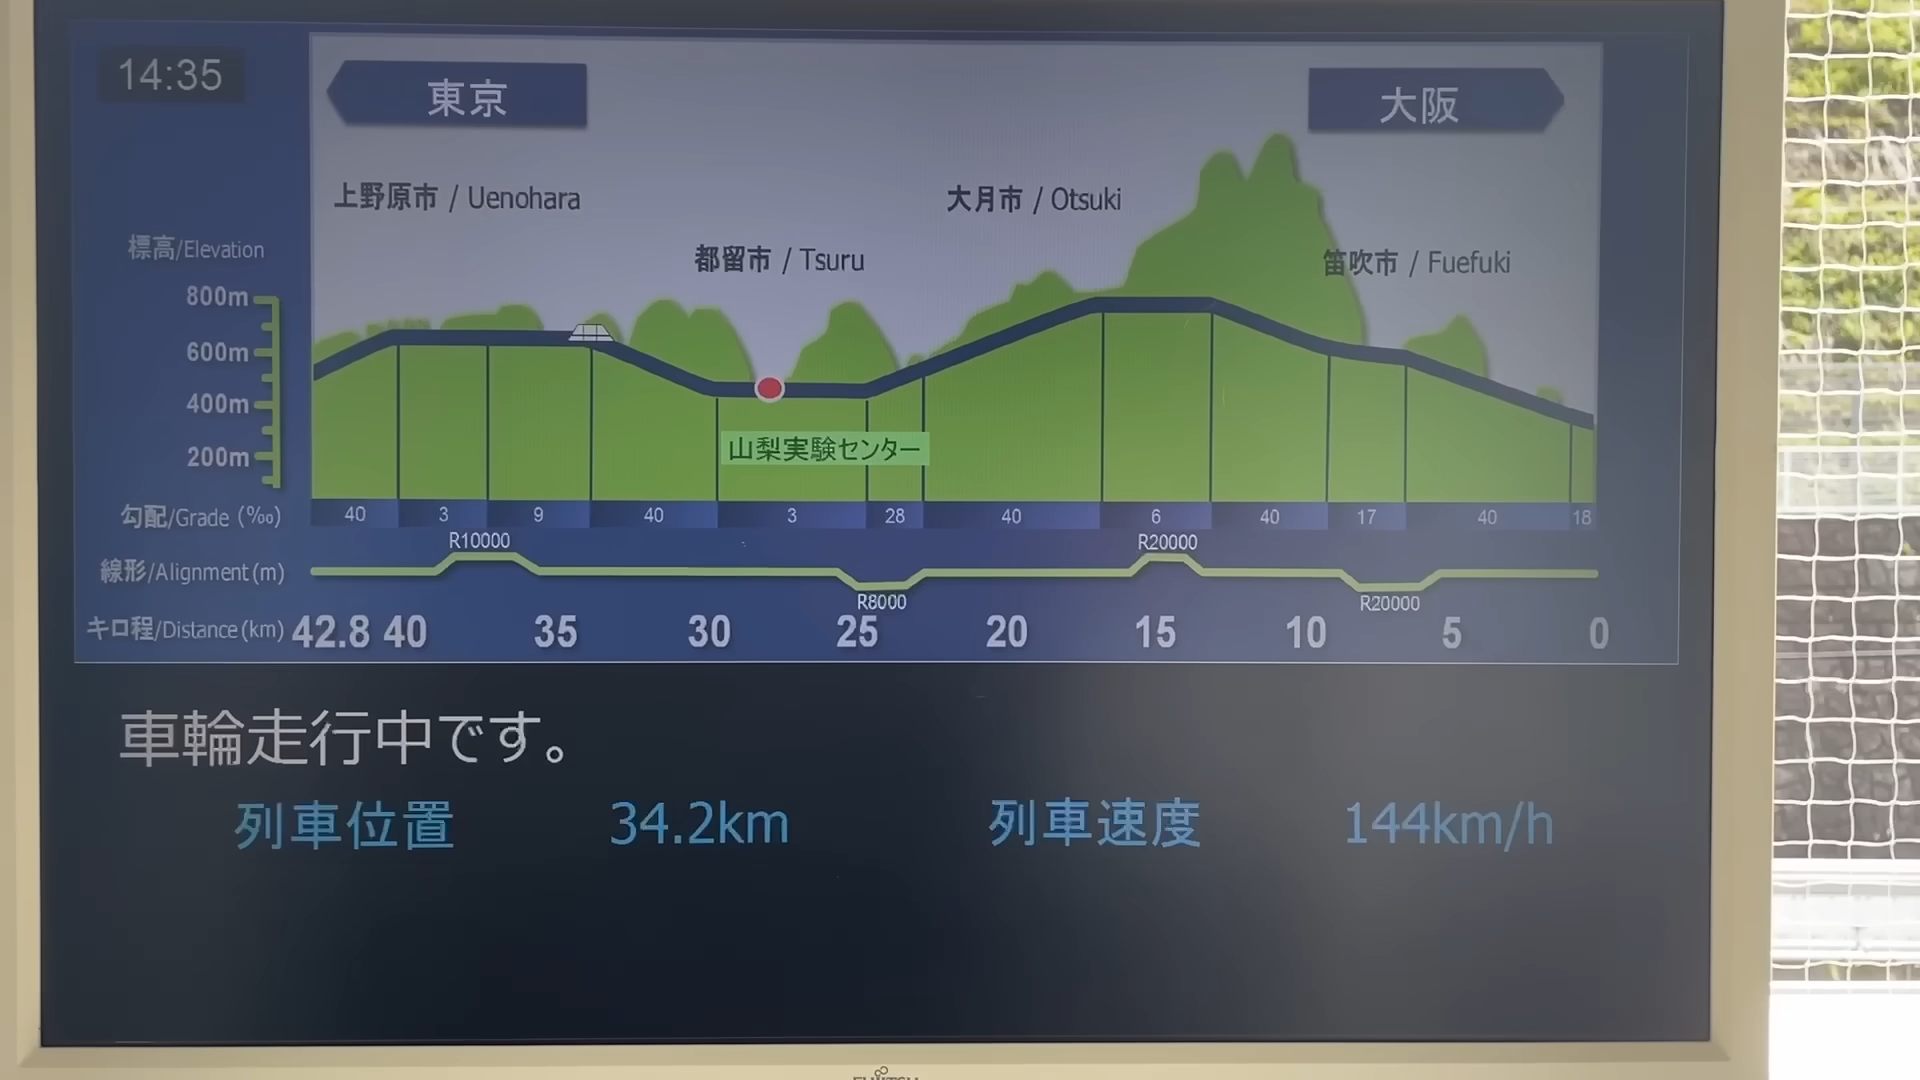 14:35
東京
大阪
上野原市 / Uenohara
大月市 / Otsuki
都留市 / Tsuru
笛吹市 / Fuefuki
標高/Elevation
800m
600m
400m
200m
山梨実験センター
勾配/Grade (‰) 40 3 9 40 3 28 40 6 40 17 40 18
R10000 R20000
線形/Alignment (m)
R8000 R20000
キロ程/Distance (km) 42.8 40 35 30 25 20 15 10 5 0
車輪走行中です。
列車位置 34.2km 列車速度 144km/h
FUJITSU